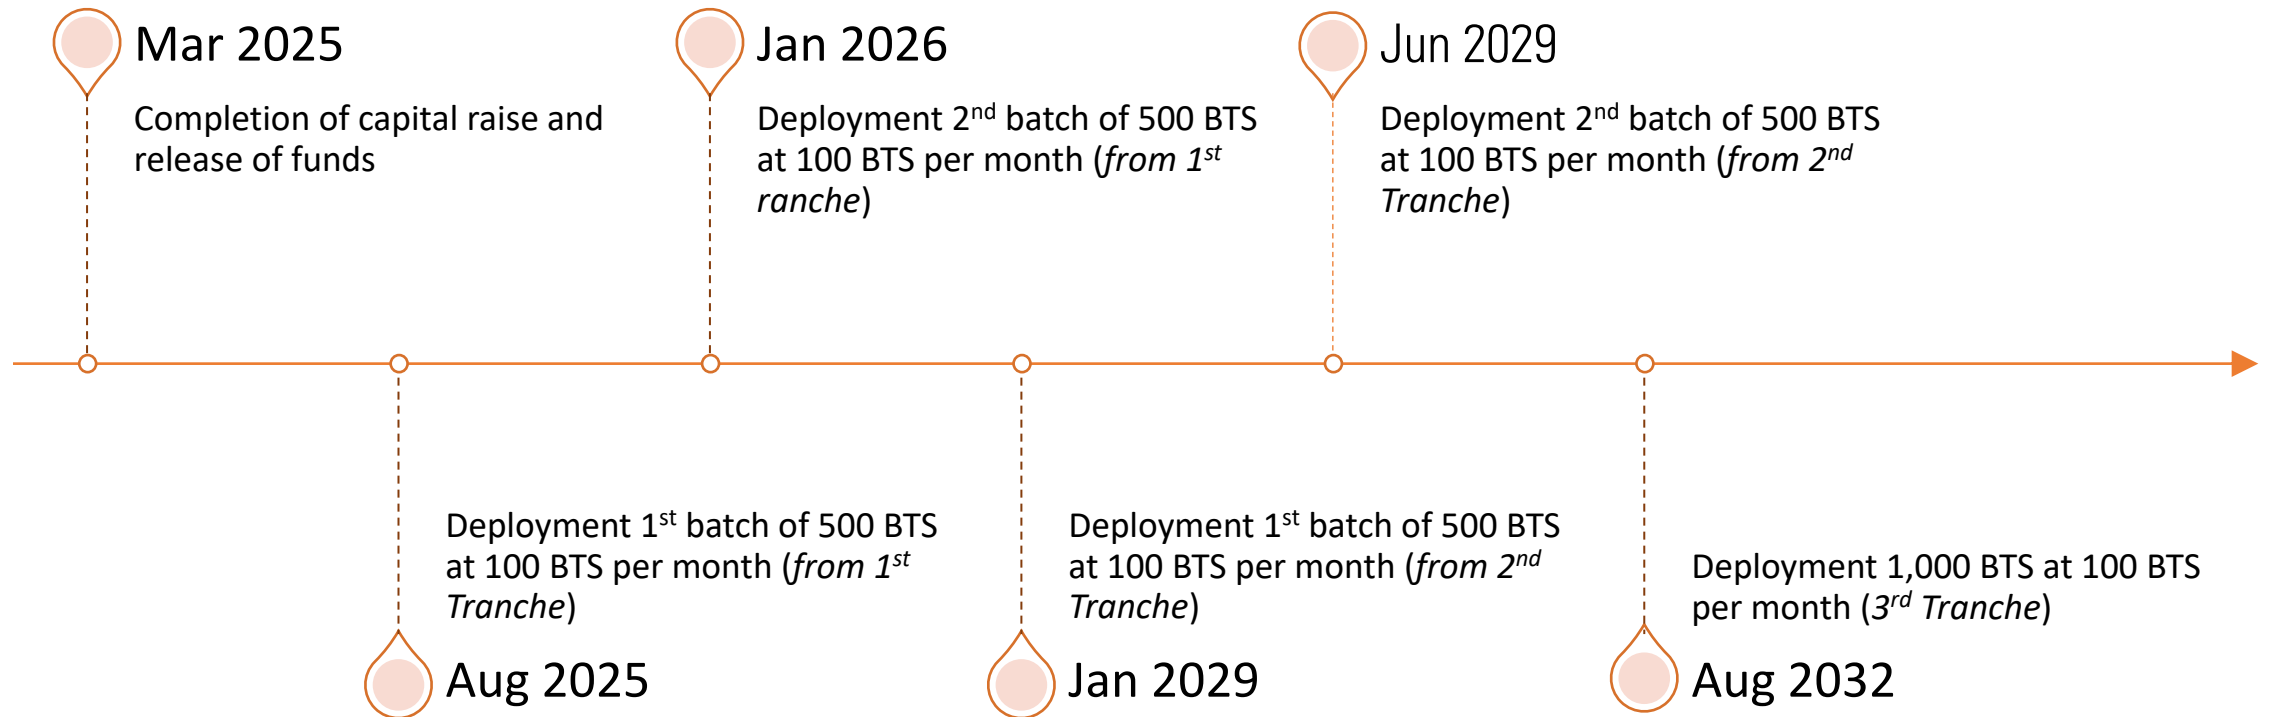 Mar 2025
Completion of capital raise and
release of funds
Aug 2025
Deployment 1st batch of 500 BTS
at 100 BTS per month (from 1st
Tranche)
Jan 2026
Deployment 2nd batch of 500 BTS
at 100 BTS per month (from 1st
ranche)
Jan 2029
Deployment 1st batch of 500 BTS
at 100 BTS per month (from 2nd
Tranche)
Jun 2029
Deployment 2nd batch of 500 BTS
at 100 BTS per month (from 2nd
Tranche)
Aug 2032
Deployment 1,000 BTS at 100 BTS
per month (3rd Tranche)